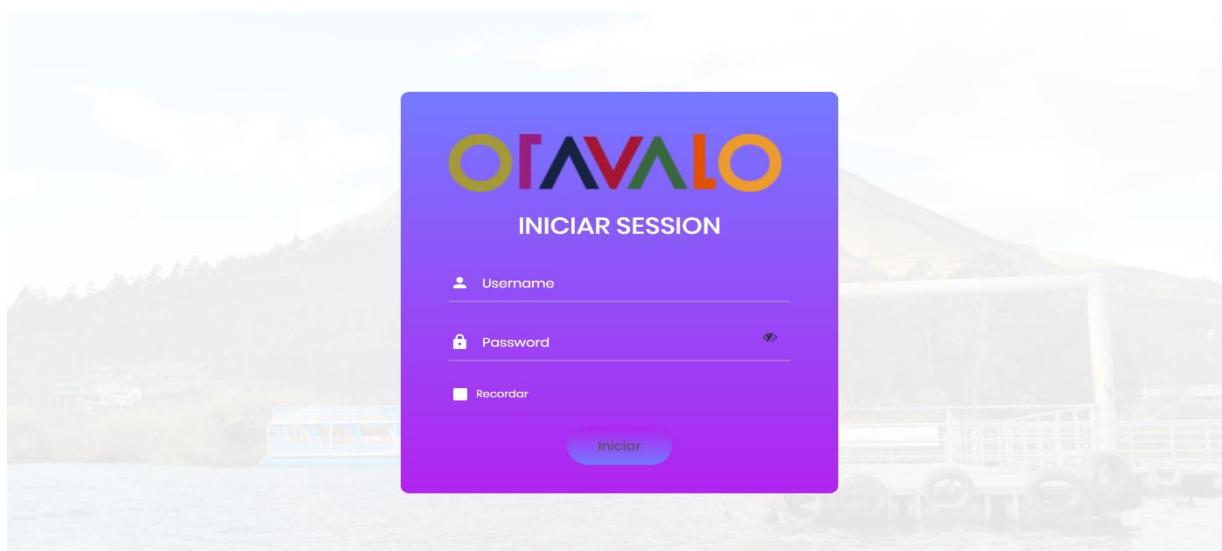 OTAVALO
INICIAR SESSION
Username
Password
Recordar
Iniciar